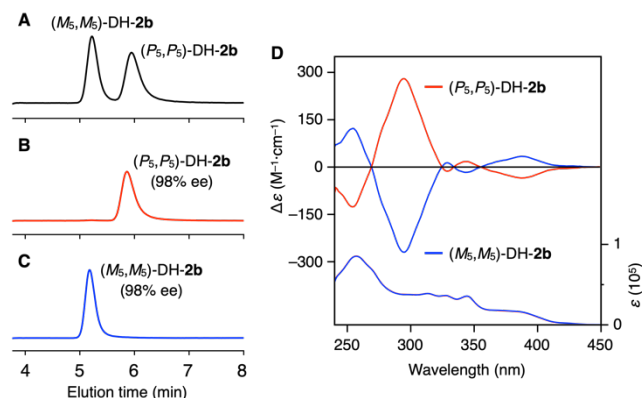 A
(M₅,M₅)-DH-2b
(P₅,P₅)-DH-2b
B
(P₅,P₅)-DH-2b
(98% ee)
C
(M₅,M₅)-DH-2b
(98% ee)
4 5 6 7 8
Elution time (min)
D
300
150
0
−150
−300
Δε (M⁻¹·cm⁻¹)
(P₅,P₅)-DH-2b
(M₅,M₅)-DH-2b
1
0
ε (10⁵)
250 300 350 400 450
Wavelength (nm)